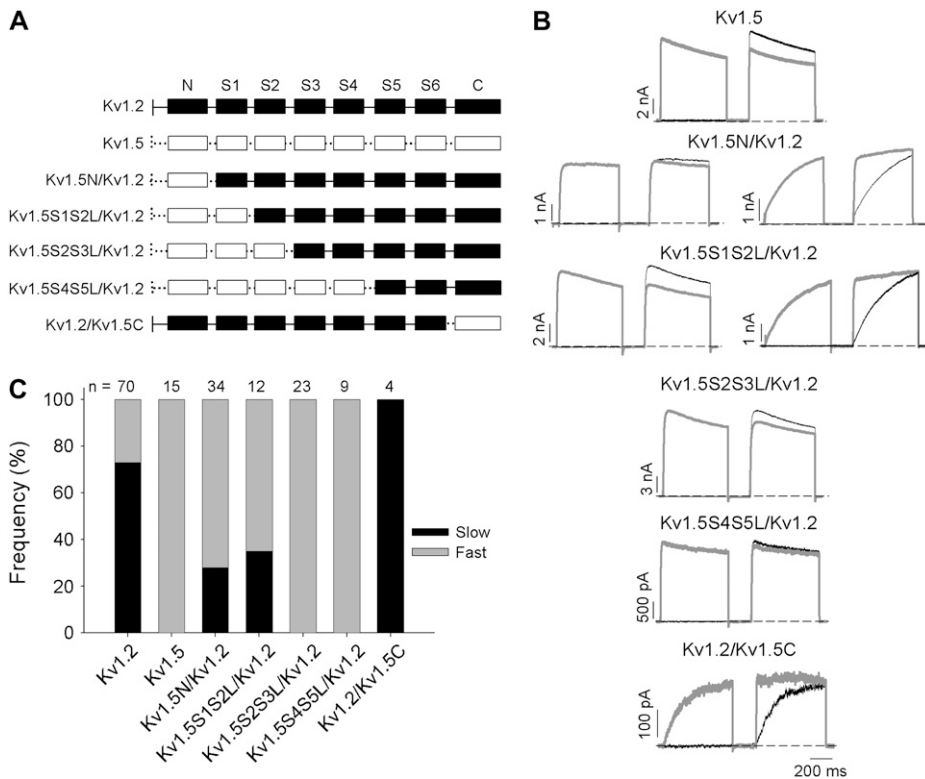 A
N S1 S2 S3 S4 S5 S6 C
Kv1.2
Kv1.5
Kv1.5N/Kv1.2
Kv1.5S1S2L/Kv1.2
Kv1.5S2S3L/Kv1.2
Kv1.5S4S5L/Kv1.2
Kv1.2/Kv1.5C
B
Kv1.5
2 nA
Kv1.5N/Kv1.2
1 nA
1 nA
Kv1.5S1S2L/Kv1.2
2 nA
1 nA
Kv1.5S2S3L/Kv1.2
3 nA
Kv1.5S4S5L/Kv1.2
500 pA
Kv1.2/Kv1.5C
100 pA
200 ms
C
n = 70 15 34 12 23 9 4
Frequency (%)
100
80
60
40
20
0
Slow
Fast
Kv1.2
Kv1.5
Kv1.5N/Kv1.2
Kv1.5S1S2L/Kv1.2
Kv1.5S2S3L/Kv1.2
Kv1.5S4S5L/Kv1.2
Kv1.2/Kv1.5C